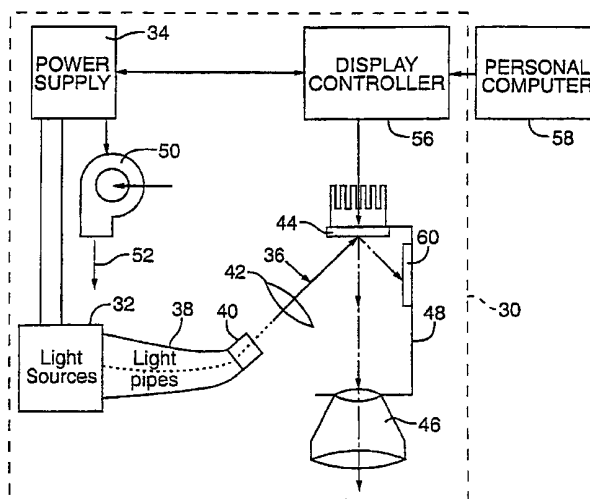 34
POWER
SUPPLY
DISPLAY
CONTROLLER
PERSONAL
COMPUTER
56
58
50
44
60
52
36
42
32
38
40
48
30
Light
Sources
Light
pipes
46